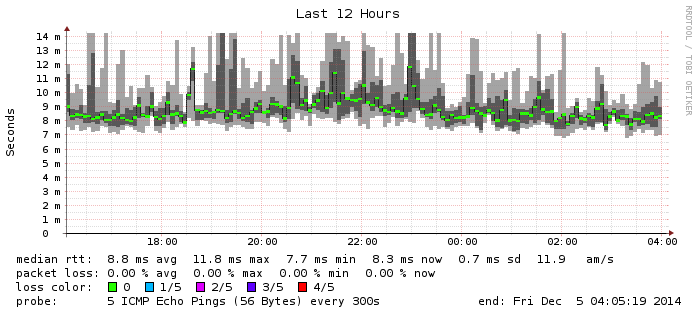 Last 12 Hours
RRDTOOL / TOBI OETIKER
Seconds
14 m
13 m
12 m
11 m
10 m
9 m
8 m
7 m
6 m
5 m
4 m
3 m
2 m
1 m
0
18:00 20:00 22:00 00:00 02:00 04:00
median rtt: 8.8 ms avg 11.8 ms max 7.7 ms min 8.3 ms now 0.7 ms sd 11.9 am/s
packet loss: 0.00 % avg 0.00 % max 0.00 % min 0.00 % now
loss color: 0 1/5 2/5 3/5 4/5
probe: 5 ICMP Echo Pings (56 Bytes) every 300s end: Fri Dec 5 04:05:19 2014